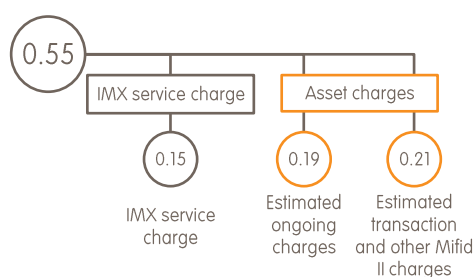 0.55
IMX service charge
Asset charges
0.15
0.19
0.21
IMX service
charge
Estimated
ongoing
charges
Estimated
transaction
and other Mifid
II charges